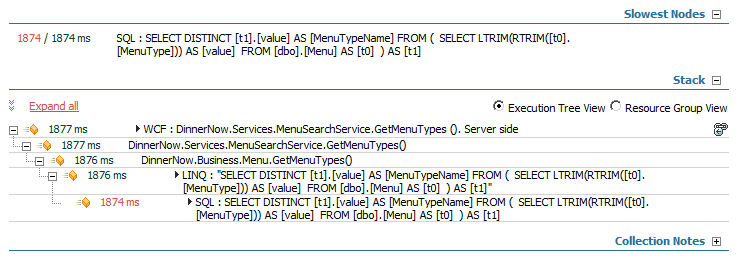 Slowest Nodes
1874 / 1874 ms SQL : SELECT DISTINCT [t1].[value] AS [MenuTypeName] FROM ( SELECT LTRIM(RTRIM([t0].
[MenuType])) AS [value] FROM [dbo].[Menu] AS [t0] ) AS [t1]
Stack
Expand all Execution Tree View Resource Group View
1877 ms WCF : DinnerNow.Services.MenuSearchService.GetMenuTypes (). Server side
1877 ms DinnerNow.Services.MenuSearchService.GetMenuTypes()
1876 ms DinnerNow.Business.Menu.GetMenuTypes()
1876 ms LINQ : "SELECT DISTINCT [t1].[value] AS [MenuTypeName] FROM ( SELECT LTRIM(RTRIM([t0].
[MenuType])) AS [value] FROM [dbo].[Menu] AS [t0] ) AS [t1]"
1874 ms SQL : SELECT DISTINCT [t1].[value] AS [MenuTypeName] FROM ( SELECT LTRIM(RTRIM([t0].
[MenuType])) AS [value] FROM [dbo].[Menu] AS [t0] ) AS [t1]
Collection Notes